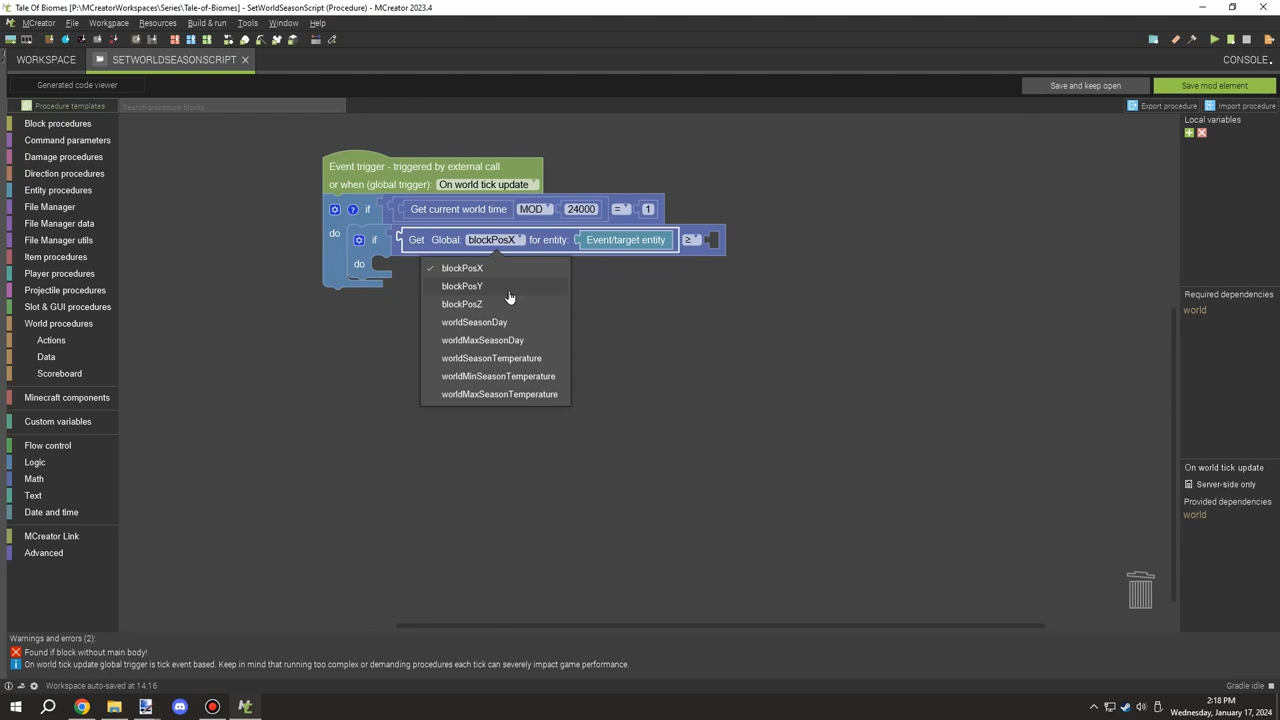 Tale Of Biomes [P:\MCreatorWorkspaces\Series\Tale-of-Biomes] - SetWorldSeasonScript (Procedure) - MCreator 2023.4
MCreator File Workspace Resources Build & run Tools Window Help
WORKSPACE SETWORLDSEASONSCRIPT CONSOLE
Generated code viewer Save and keep open Save mod element
Procedure templates Search procedure blocks Export procedure Import procedure
Block procedures
Command parameters
Damage procedures
Direction procedures
Entity procedures
File Manager
File Manager data
File Manager utils
Item procedures
Player procedures
Projectile procedures
Slot & GUI procedures
World procedures
Actions
Data
Scoreboard
Minecraft components
Custom variables
Flow control
Logic
Math
Text
Date and time
MCreator Link
Advanced
Event trigger - triggered by external call
or when (global trigger): On world tick update
if Get current world time MOD 24000 = 1
do if Get Global: blockPosX for entity: Event/target entity ≥
do
blockPosX
blockPosY
blockPosZ
worldSeasonDay
worldMaxSeasonDay
worldSeasonTemperature
worldMinSeasonTemperature
worldMaxSeasonTemperature
Local variables
Required dependencies
world
On world tick update
Server-side only
Provided dependencies
world
Warnings and errors (2):
Found if block without main body!
On world tick update global trigger is tick event based. Keep in mind that running too complex or demanding procedures each tick can severely impact game performance.
Workspace auto-saved at 14:16 Gradle idle
2:18 PM
Wednesday, January 17, 2024